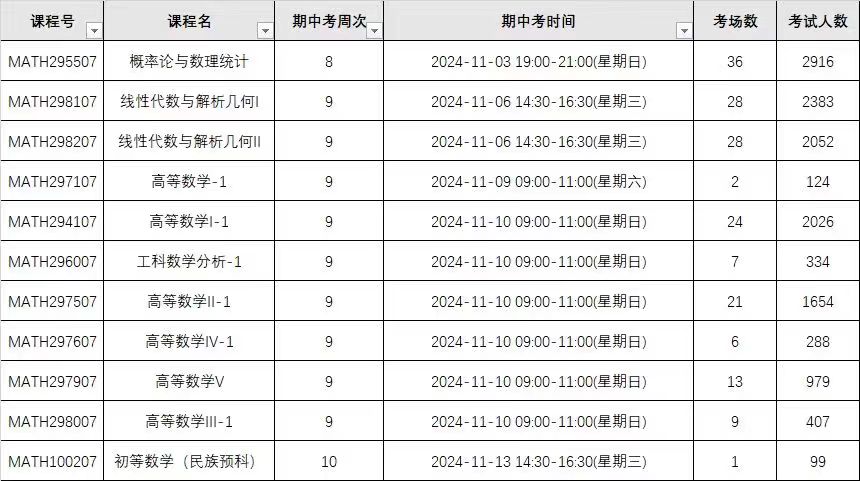 课程号 课程名 期中考周次 期中考时间 考场数 考试人数
MATH295507 概率论与数理统计 8 2024-11-03 19:00-21:00(星期日) 36 2916
MATH298107 线性代数与解析几何I 9 2024-11-06 14:30-16:30(星期三) 28 2383
MATH298207 线性代数与解析几何II 9 2024-11-06 14:30-16:30(星期三) 28 2052
MATH297107 高等数学-1 9 2024-11-09 09:00-11:00(星期六) 2 124
MATH294107 高等数学I-1 9 2024-11-10 09:00-11:00(星期日) 24 2026
MATH296007 工科数学分析-1 9 2024-11-10 09:00-11:00(星期日) 7 334
MATH297507 高等数学II-1 9 2024-11-10 09:00-11:00(星期日) 21 1654
MATH297607 高等数学IV-1 9 2024-11-10 09:00-11:00(星期日) 6 288
MATH297907 高等数学V 9 2024-11-10 09:00-11:00(星期日) 13 979
MATH298007 高等数学III-1 9 2024-11-10 09:00-11:00(星期日) 9 407
MATH100207 初等数学（民族预科） 10 2024-11-13 14:30-16:30(星期三) 1 99